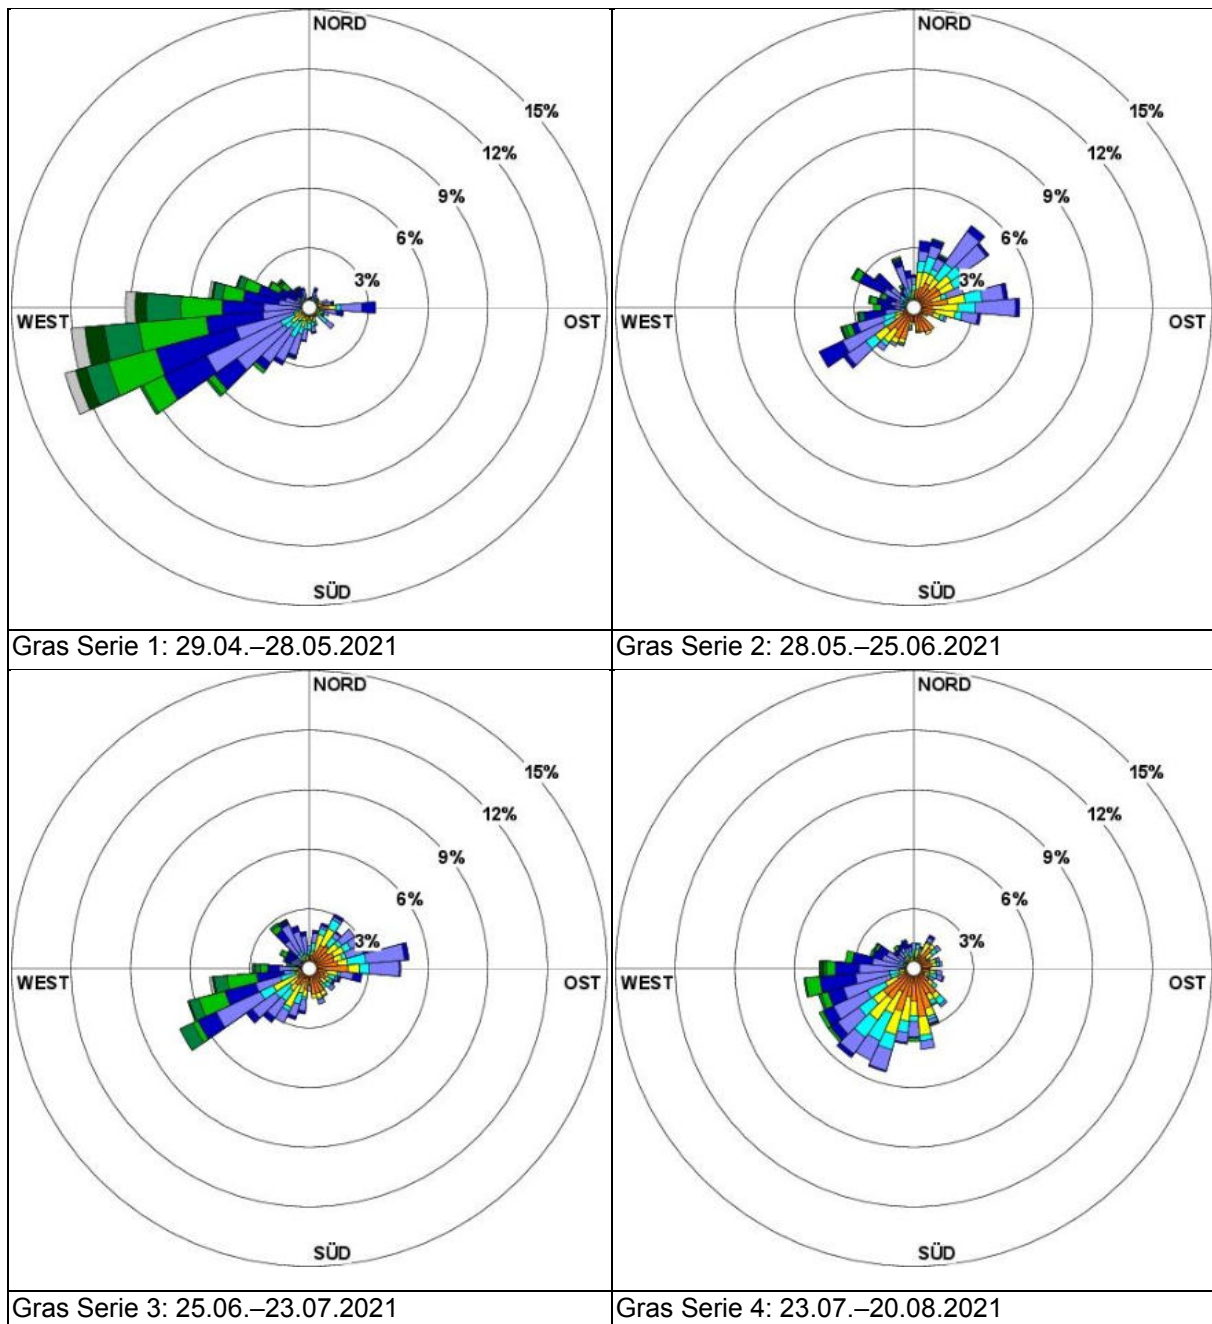 NORD
15%
12%
9%
6%
3%
WEST
OST
SÜD
Gras Serie 1: 29.04.–28.05.2021
NORD
15%
12%
9%
6%
3%
WEST
OST
SÜD
Gras Serie 2: 28.05.–25.06.2021
NORD
15%
12%
9%
6%
3%
WEST
OST
SÜD
Gras Serie 3: 25.06.–23.07.2021
NORD
15%
12%
9%
6%
3%
WEST
OST
SÜD
Gras Serie 4: 23.07.–20.08.2021